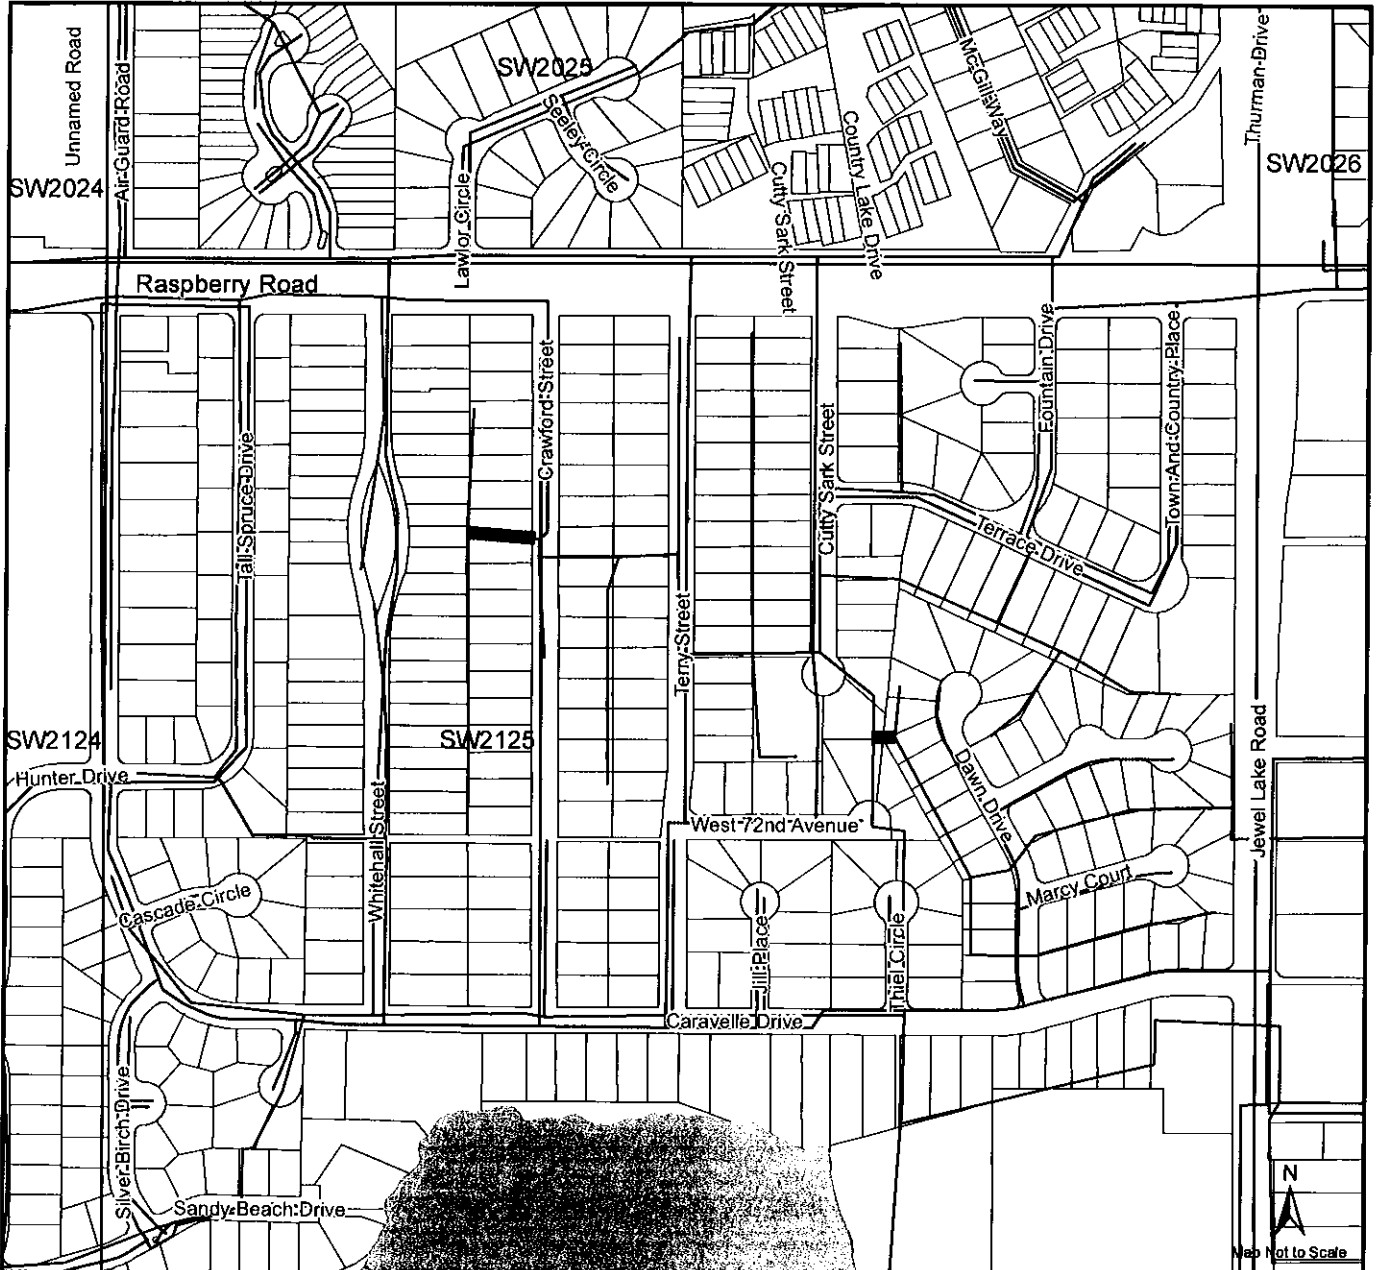 Unnamed Road
Air Guard Road
SW2024
SW2025
Seeley Circle
Lawlor Circle
Cutty Sark Street
Country Lake Drive
Mc Gill Way
Thurman Drive
SW2026
Raspberry Road
Tall Spruce Drive
Crawford Street
Terry Street
Cutty Sark Street
Fountain Drive
Town And Country Place
Terrace Drive
SW2124
SW2125
Hunter Drive
Whitehall Street
West 72nd Avenue
Dawn Drive
Jewel Lake Road
Cascade Circle
Marcy Court
Jill Place
Thiel Circle
Caravelle Drive
Silver Birch Drive
Sandy Beach Drive
N
Map Not to Scale